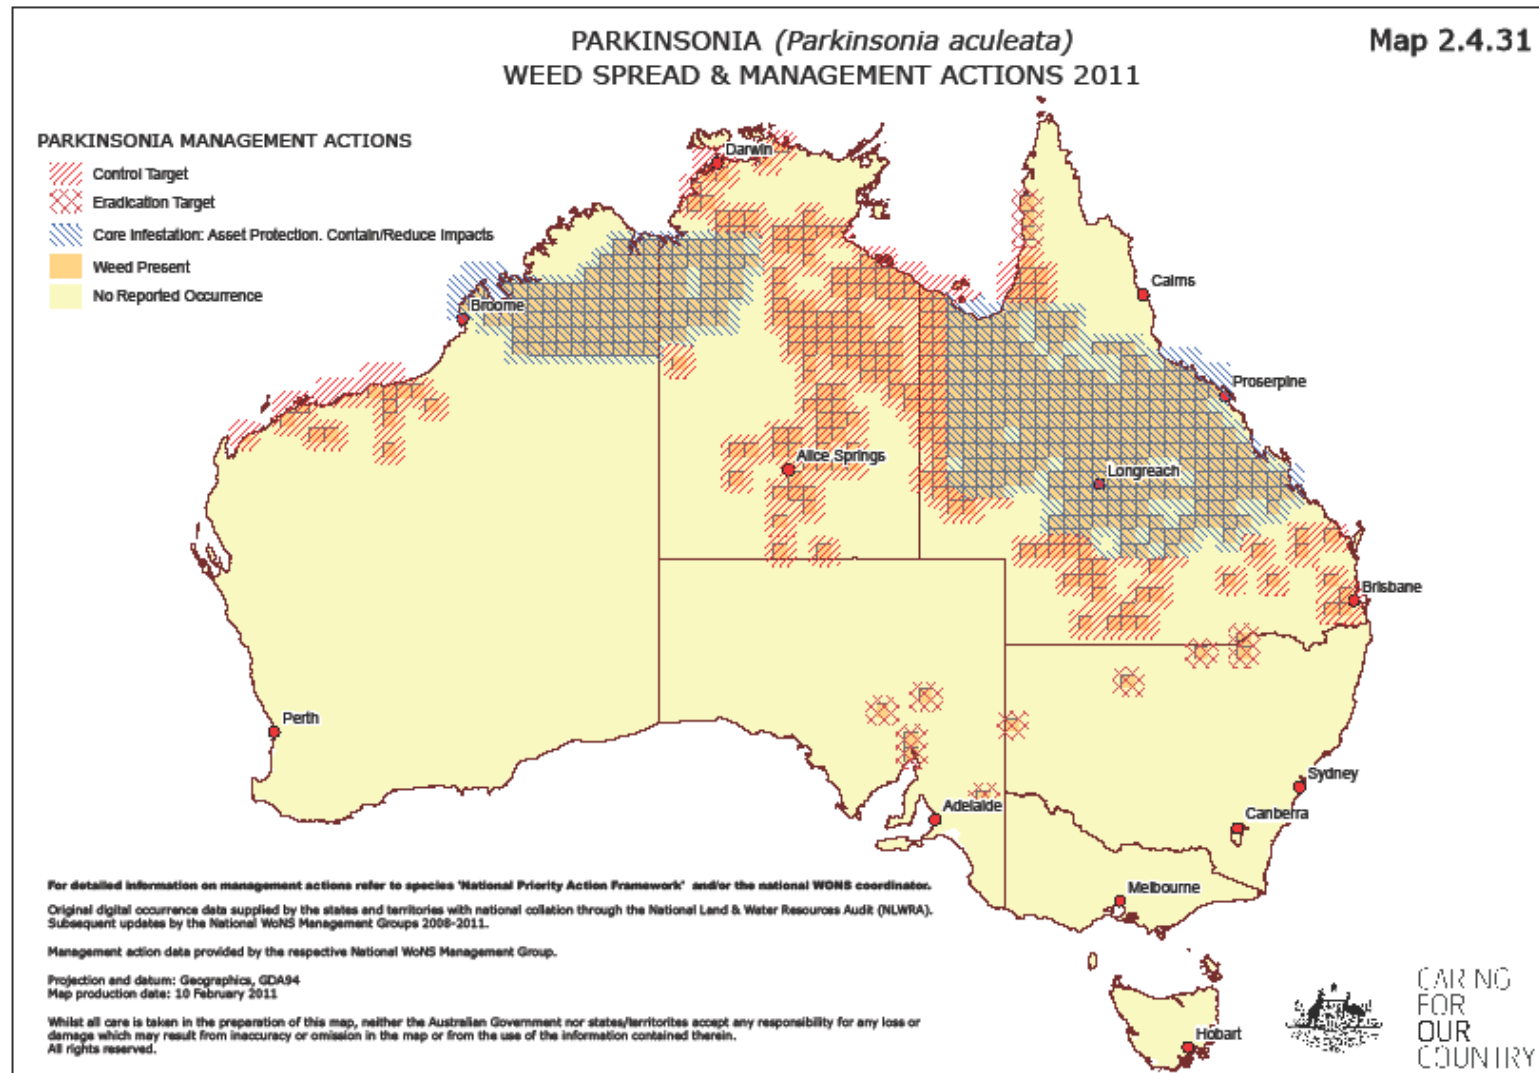 PARKINSONIA (Parkinsonia aculeata)
WEED SPREAD & MANAGEMENT ACTIONS 2011
Map 2.4.31
PARKINSONIA MANAGEMENT ACTIONS
Control Target
Eradication Target
Core Infestation: Asset Protection. Contain/Reduce Impacts
Weed Present
No Reported Occurrence
Darwin
Cairns
Broome
Proserpine
Alice Springs
Longreach
Brisbane
Perth
Sydney
Adelaide
Canberra
Melbourne
Hobart
For detailed information on management actions refer to species 'National Priority Action Framework' and/or the national WONS coordinator.
Original digital occurrence data supplied by the states and territories with national collation through the National Land & Water Resources Audit (NLWRA).
Subsequent updates by the National WoNS Management Groups 2008-2011.
Management action data provided by the respective National WoNS Management Group.
Projection and datum: Geographics, GDA94
Map production date: 10 February 2011
Whilst all care is taken in the preparation of this map, neither the Australian Government nor states/territorites accept any responsibility for any loss or
damage which may result from inaccuracy or omission in the map or from the use of the information contained therein.
All rights reserved.
CARING
FOR
OUR
COUNTRY